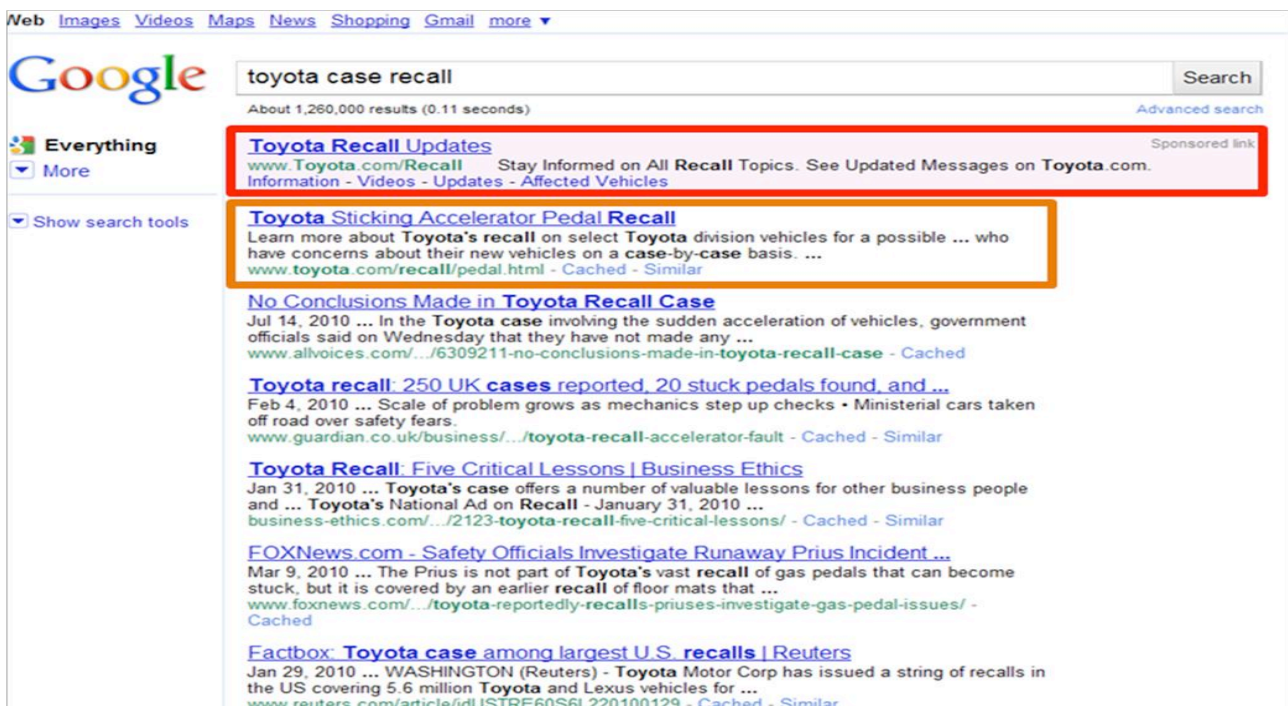 Web Images Videos Maps News Shopping Gmail more ▼
Google
toyota case recall
Search
About 1,260,000 results (0.11 seconds)
Advanced search
Everything
More
Show search tools
Toyota Recall Updates
Sponsored link
www.Toyota.com/Recall Stay Informed on All Recall Topics. See Updated Messages on Toyota.com.
Information - Videos - Updates - Affected Vehicles
Toyota Sticking Accelerator Pedal Recall
Learn more about Toyota's recall on select Toyota division vehicles for a possible ... who
have concerns about their new vehicles on a case-by-case basis. ...
www.toyota.com/recall/pedal.html - Cached - Similar
No Conclusions Made in Toyota Recall Case
Jul 14, 2010 ... In the Toyota case involving the sudden acceleration of vehicles, government
officials said on Wednesday that they have not made any ...
www.allvoices.com/.../6309211-no-conclusions-made-in-toyota-recall-case - Cached
Toyota recall: 250 UK cases reported, 20 stuck pedals found, and ...
Feb 4, 2010 ... Scale of problem grows as mechanics step up checks • Ministerial cars taken
off road over safety fears.
www.guardian.co.uk/business/.../toyota-recall-accelerator-fault - Cached - Similar
Toyota Recall: Five Critical Lessons | Business Ethics
Jan 31, 2010 ... Toyota's case offers a number of valuable lessons for other business people
and ... Toyota's National Ad on Recall - January 31, 2010 ...
business-ethics.com/.../2123-toyota-recall-five-critical-lessons/ - Cached - Similar
FOXNews.com - Safety Officials Investigate Runaway Prius Incident ...
Mar 9, 2010 ... The Prius is not part of Toyota's vast recall of gas pedals that can become
stuck, but it is covered by an earlier recall of floor mats that ...
www.foxnews.com/.../toyota-reportedly-recalls-priuses-investigate-gas-pedal-issues/ -
Cached
Factbox: Toyota case among largest U.S. recalls | Reuters
Jan 29, 2010 ... WASHINGTON (Reuters) - Toyota Motor Corp has issued a string of recalls in
the US covering 5.6 million Toyota and Lexus vehicles for ...
www.reuters.com/article/idUSTRE60S6L220100129 - Cached - Similar